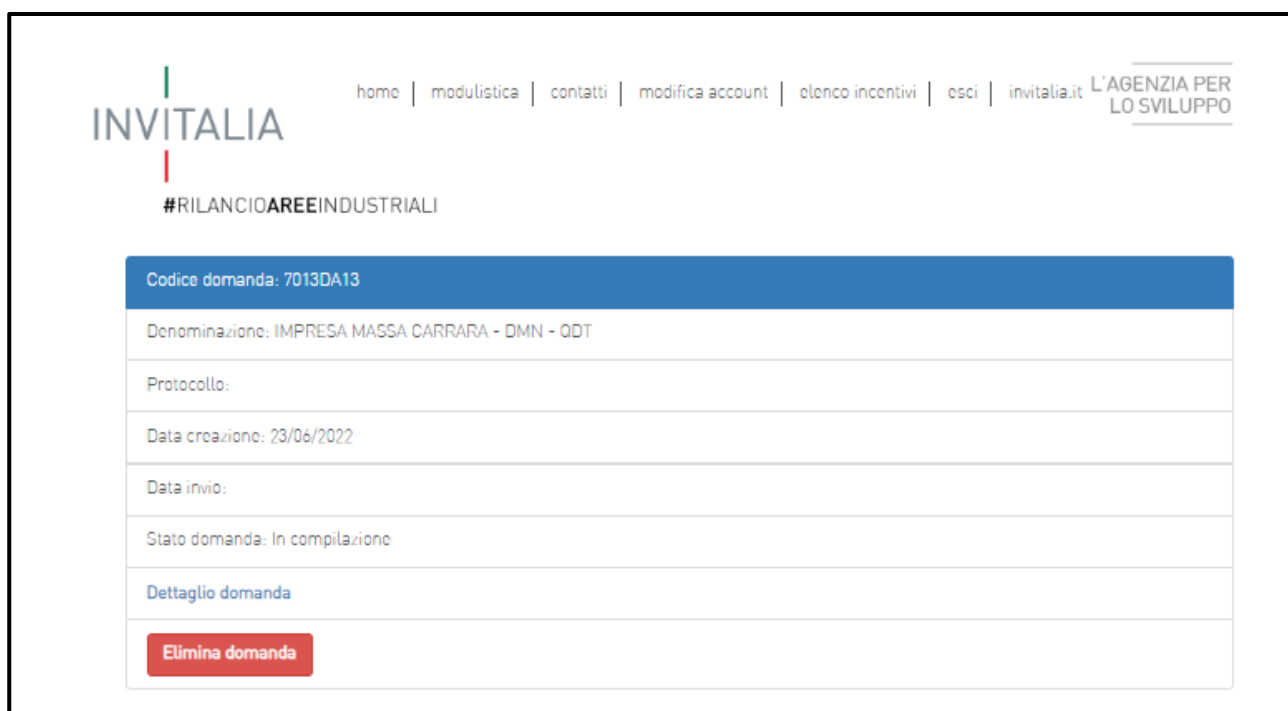 INVITALIA
home | modulistica | contatti | modifica account | elenco incentivi | esci | invitalia.it
L'AGENZIA PER
LO SVILUPPO
#RILANCIOAREEINDUSTRIALI
Codice domanda: 7013DA13
Denominazione: IMPRESA MASSA CARRARA - DMN - QDT
Protocollo:
Data creazione: 23/06/2022
Data invio:
Stato domanda: In compilazione
Dettaglio domanda
Elimina domanda